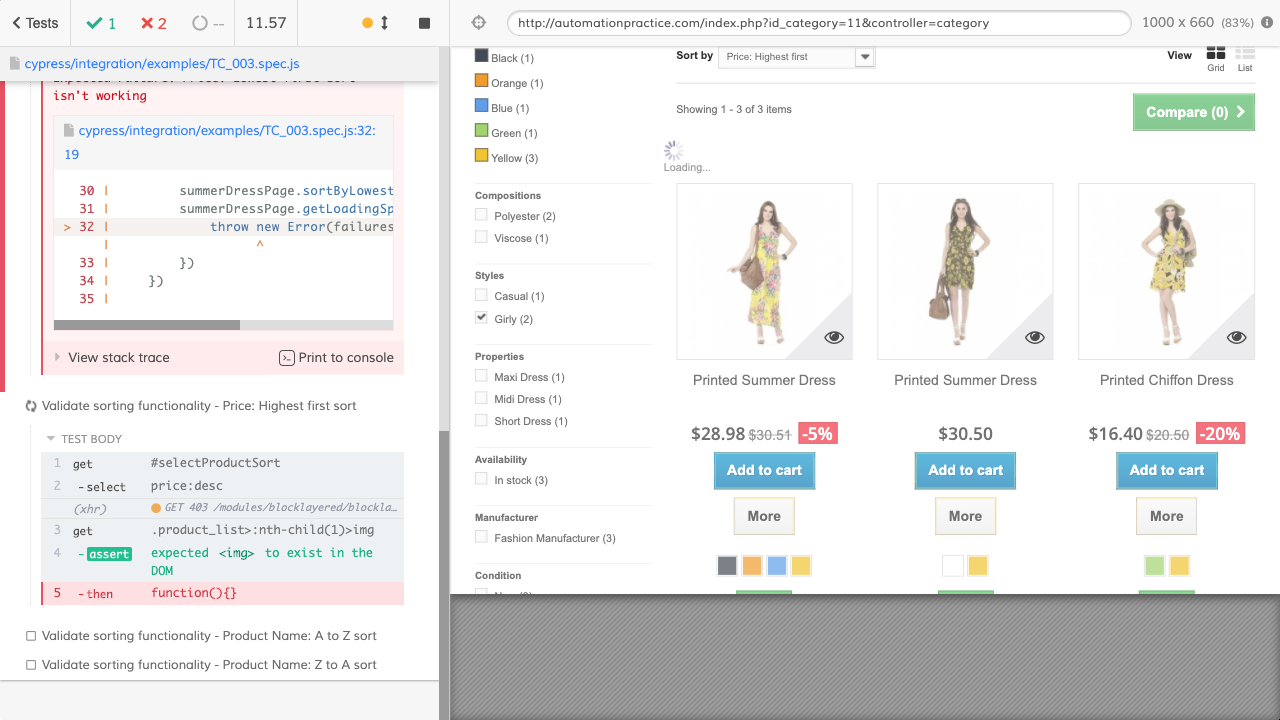 Tests
1
2
--
11.57
http://automationpractice.com/index.php?id_category=11&controller=category
1000 x 660 (83%)
cypress/integration/examples/TC_003.spec.js
isn't working
cypress/integration/examples/TC_003.spec.js:32:
19
30 | summerDressPage.sortByLowest
31 | summerDressPage.getLoadingSp
> 32 | throw new Error(failures
| ^
33 | })
34 | })
35 |
View stack trace
Print to console
Validate sorting functionality - Price: Highest first sort
TEST BODY
1 get #selectProductSort
2 - select price:desc
(xhr) GET 403 /modules/blocklayered/blockla...
3 get .product_list>:nth-child(1)>img
4 - assert expected <img> to exist in the
DOM
5 - then function(){}
Validate sorting functionality - Product Name: A to Z sort
Validate sorting functionality - Product Name: Z to A sort
Black (1)
Orange (1)
Blue (1)
Green (1)
Yellow (3)
Compositions
Polyester (2)
Viscose (1)
Styles
Casual (1)
Girly (2)
Properties
Maxi Dress (1)
Midi Dress (1)
Short Dress (1)
Availability
In stock (3)
Manufacturer
Fashion Manufacturer (3)
Condition
Sort by
Price: Highest first
View
Grid
List
Showing 1 - 3 of 3 items
Compare (0)
Loading...
Printed Summer Dress
$28.98 $30.51 -5%
Add to cart
More
Printed Summer Dress
$30.50
Add to cart
More
Printed Chiffon Dress
$16.40 $20.50 -20%
Add to cart
More